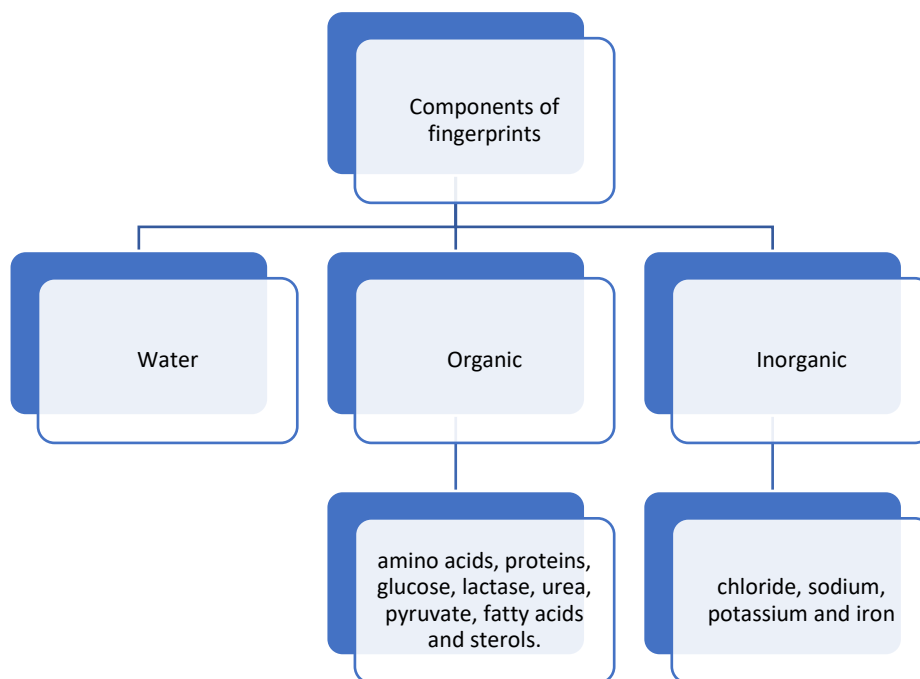 Components of
fingerprints
Water
Organic
Inorganic
amino acids, proteins,
glucose, lactase, urea,
pyruvate, fatty acids
and sterols.
chloride, sodium,
potassium and iron